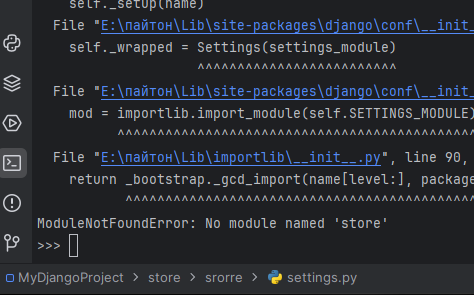 self._setup(name)
File "E:\пайтон\Lib\site-packages\django\conf\__init_
self._wrapped = Settings(settings_module)
^^^^^^^^^^^^^^^^^^^^^^^^^
File "E:\пайтон\Lib\site-packages\django\conf\__init_
mod = importlib.import_module(self.SETTINGS_MODULE)
^^^^^^^^^^^^^^^^^^^^^^^^^^^^^^^^^^^^^^^^^^^^^
File "E:\пайтон\Lib\importlib\__init__.py", line 90,
return _bootstrap._gcd_import(name[level:], package
^^^^^^^^^^^^^^^^^^^^^^^^^^^^^^^^^^^^^^^^^^^^
ModuleNotFoundError: No module named 'store'
>>>
MyDjangoProject > store > srorre > settings.py